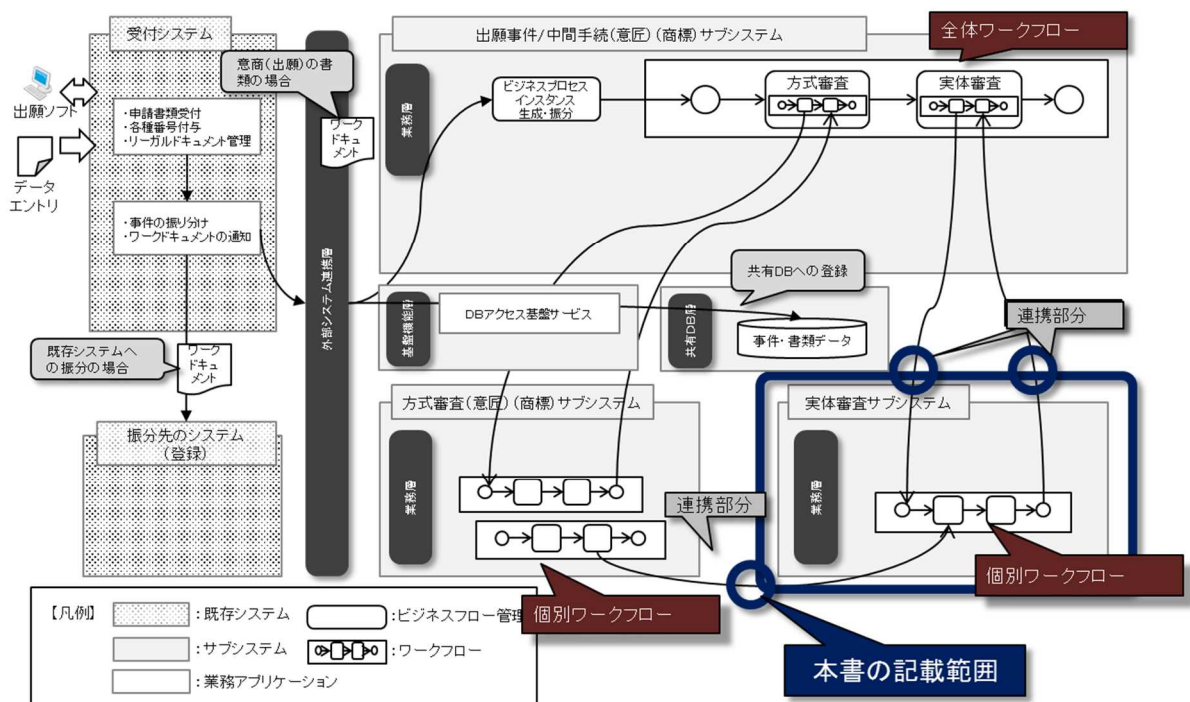 受付システム
出願ソフト
データ
エントリ
・申請書類受付
・各種番号付与
・リーガルドキュメント管理
・事件の振り分け
・ワークドキュメントの通知
意商(出願)の書
類の場合
ワーク
ドキュ
メント
外部システム連携層
既存システムへ
の振分の場合
ワーク
ドキュ
メント
振分先のシステム
(登録)
出願事件/中間手続(意匠)(商標)サブシステム
全体ワークフロー
業務層
ビジネスプロセス
インスタンス
生成・振分
方式審査
実体審査
基盤機能層
DBアクセス基盤サービス
共有DBへの登録
共有DB層
事件・書類データ
連携部分
方式審査(意匠)(商標)サブシステム
業務層
連携部分
個別ワークフロー
実体審査サブシステム
業務層
個別ワークフロー
本書の記載範囲
【凡例】
:既存システム
:ビジネスフロー管理
:サブシステム
:ワークフロー
:業務アプリケーション